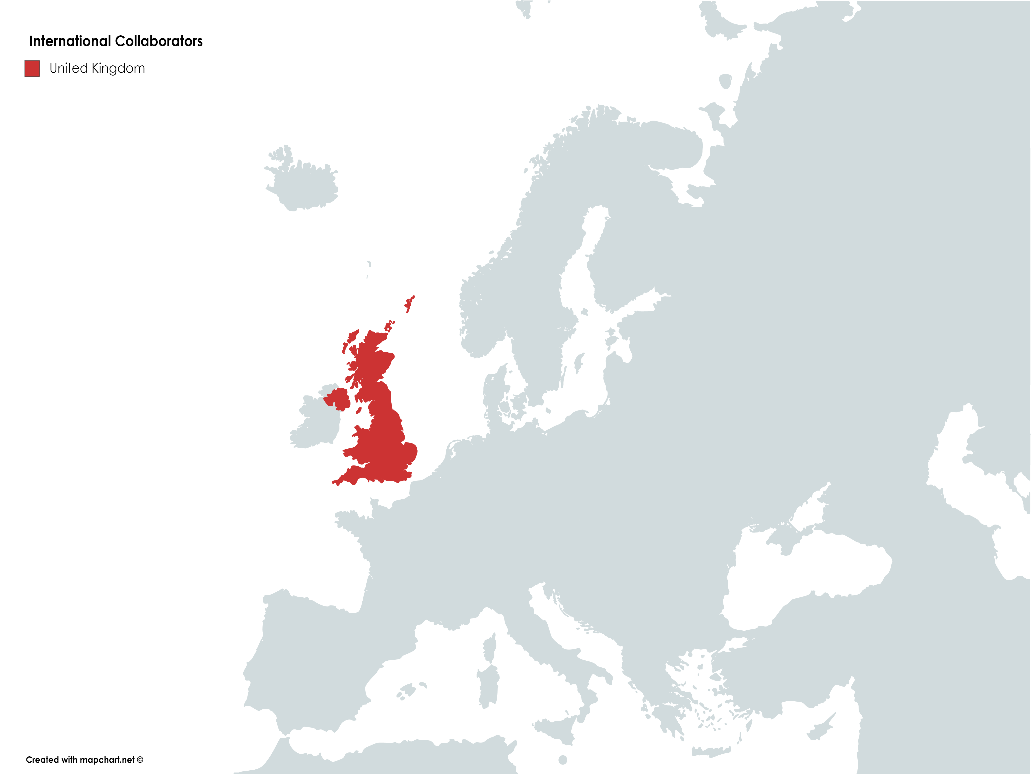 International Collaborators
United Kingdom
Created with mapchart.net ©